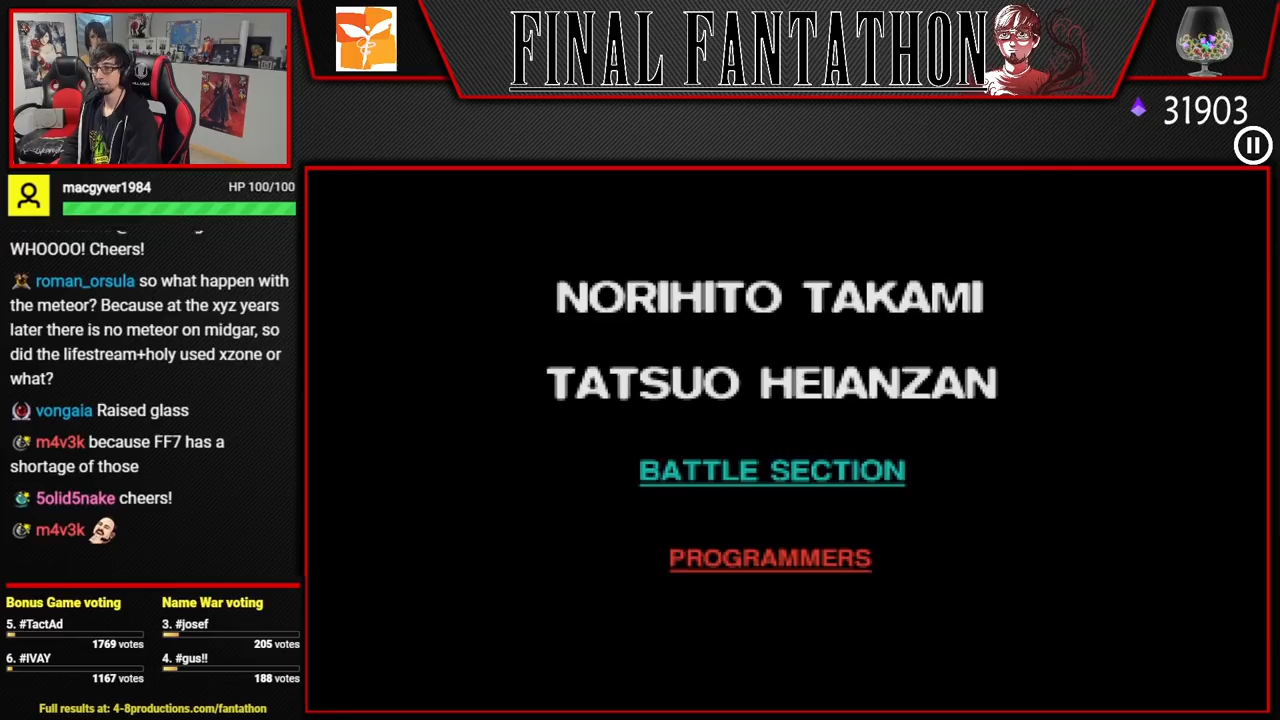 FINAL FANTATHON
31903
macgyver1984 HP 100/100
WHOOOO! Cheers!
roman_orsula so what happen with
the meteor? Because at the xyz years
later there is no meteor on midgar, so
did the lifestream+holy used xzone or
what?
vongaia Raised glass
m4v3k because FF7 has a
shortage of those
5olid5nake cheers!
m4v3k
NORIHITO TAKAMI
TATSUO HEIANZAN
BATTLE SECTION
PROGRAMMERS
Bonus Game voting
5. #TactAd
1769 votes
6. #IVAY
1167 votes
Name War voting
3. #josef
205 votes
4. #gus!!
188 votes
Full results at: 4-8productions.com/fantathon